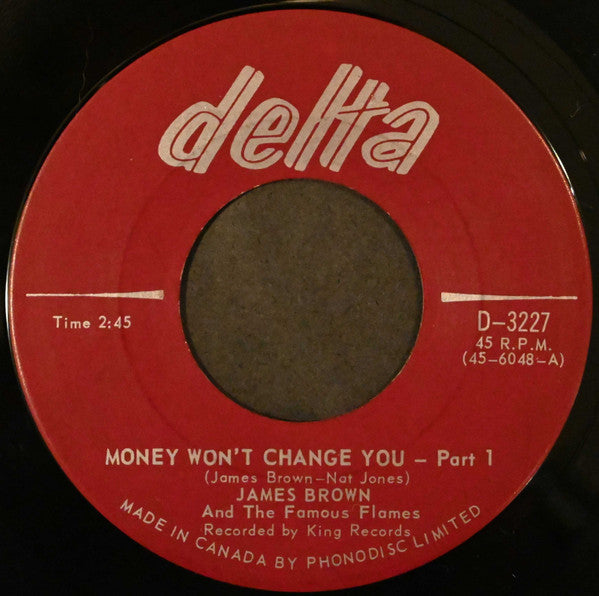 delta
Time 2:45
D-3227
45 R.P.M.
(45-6048-A)
MONEY WON'T CHANGE YOU - Part 1
(James Brown-Nat Jones)
JAMES BROWN
And The Famous Flames
Recorded by King Records
MADE IN CANADA BY PHONODISC LIMITED